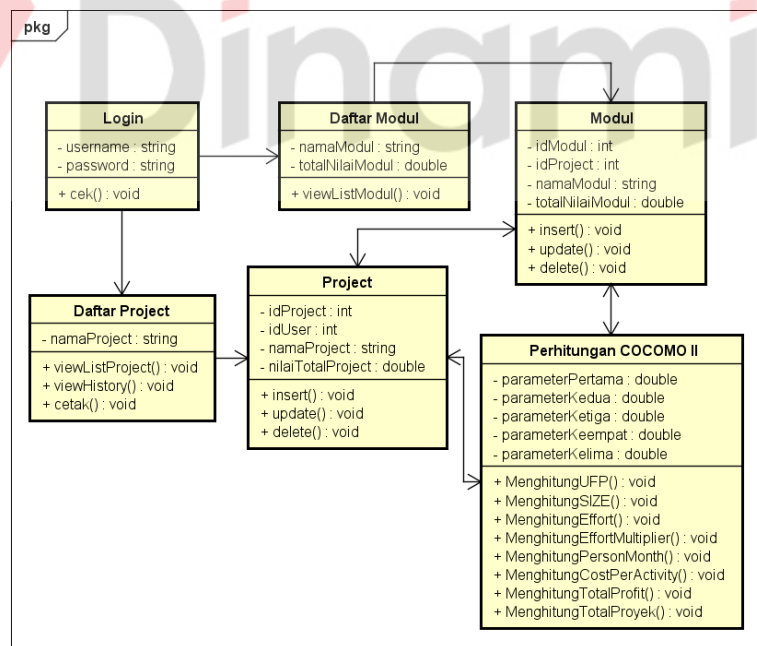 Dinami
pkg
Login
- username : string
- password : string
+ cek() : void
Daftar Modul
- namaModul : string
- totalNilaiModul : double
+ viewListModul() : void
Modul
- idModul : int
- idProject : int
- namaModul : string
- totalNilaiModul : double
+ insert() : void
+ update() : void
+ delete() : void
Daftar Project
- namaProject : string
+ viewListProject() : void
+ viewHistory() : void
+ cetak() : void
Project
- idProject : int
- idUser : int
- namaProject : string
- nilaiTotalProject : double
+ insert() : void
+ update() : void
+ delete() : void
Perhitungan COCOMO II
- parameterPertama : double
- parameterKedua : double
- parameterKetiga : double
- parameterKeempat : double
- parameterKelima : double
+ MenghitungUFP() : void
+ MenghitungSIZE() : void
+ MenghitungEffort() : void
+ MenghitungEffortMultiplier() : void
+ MenghitungPersonMonth() : void
+ MenghitungCostPerActivity() : void
+ MenghitungTotalProfit() : void
+ MenghitungTotalProyek() : void